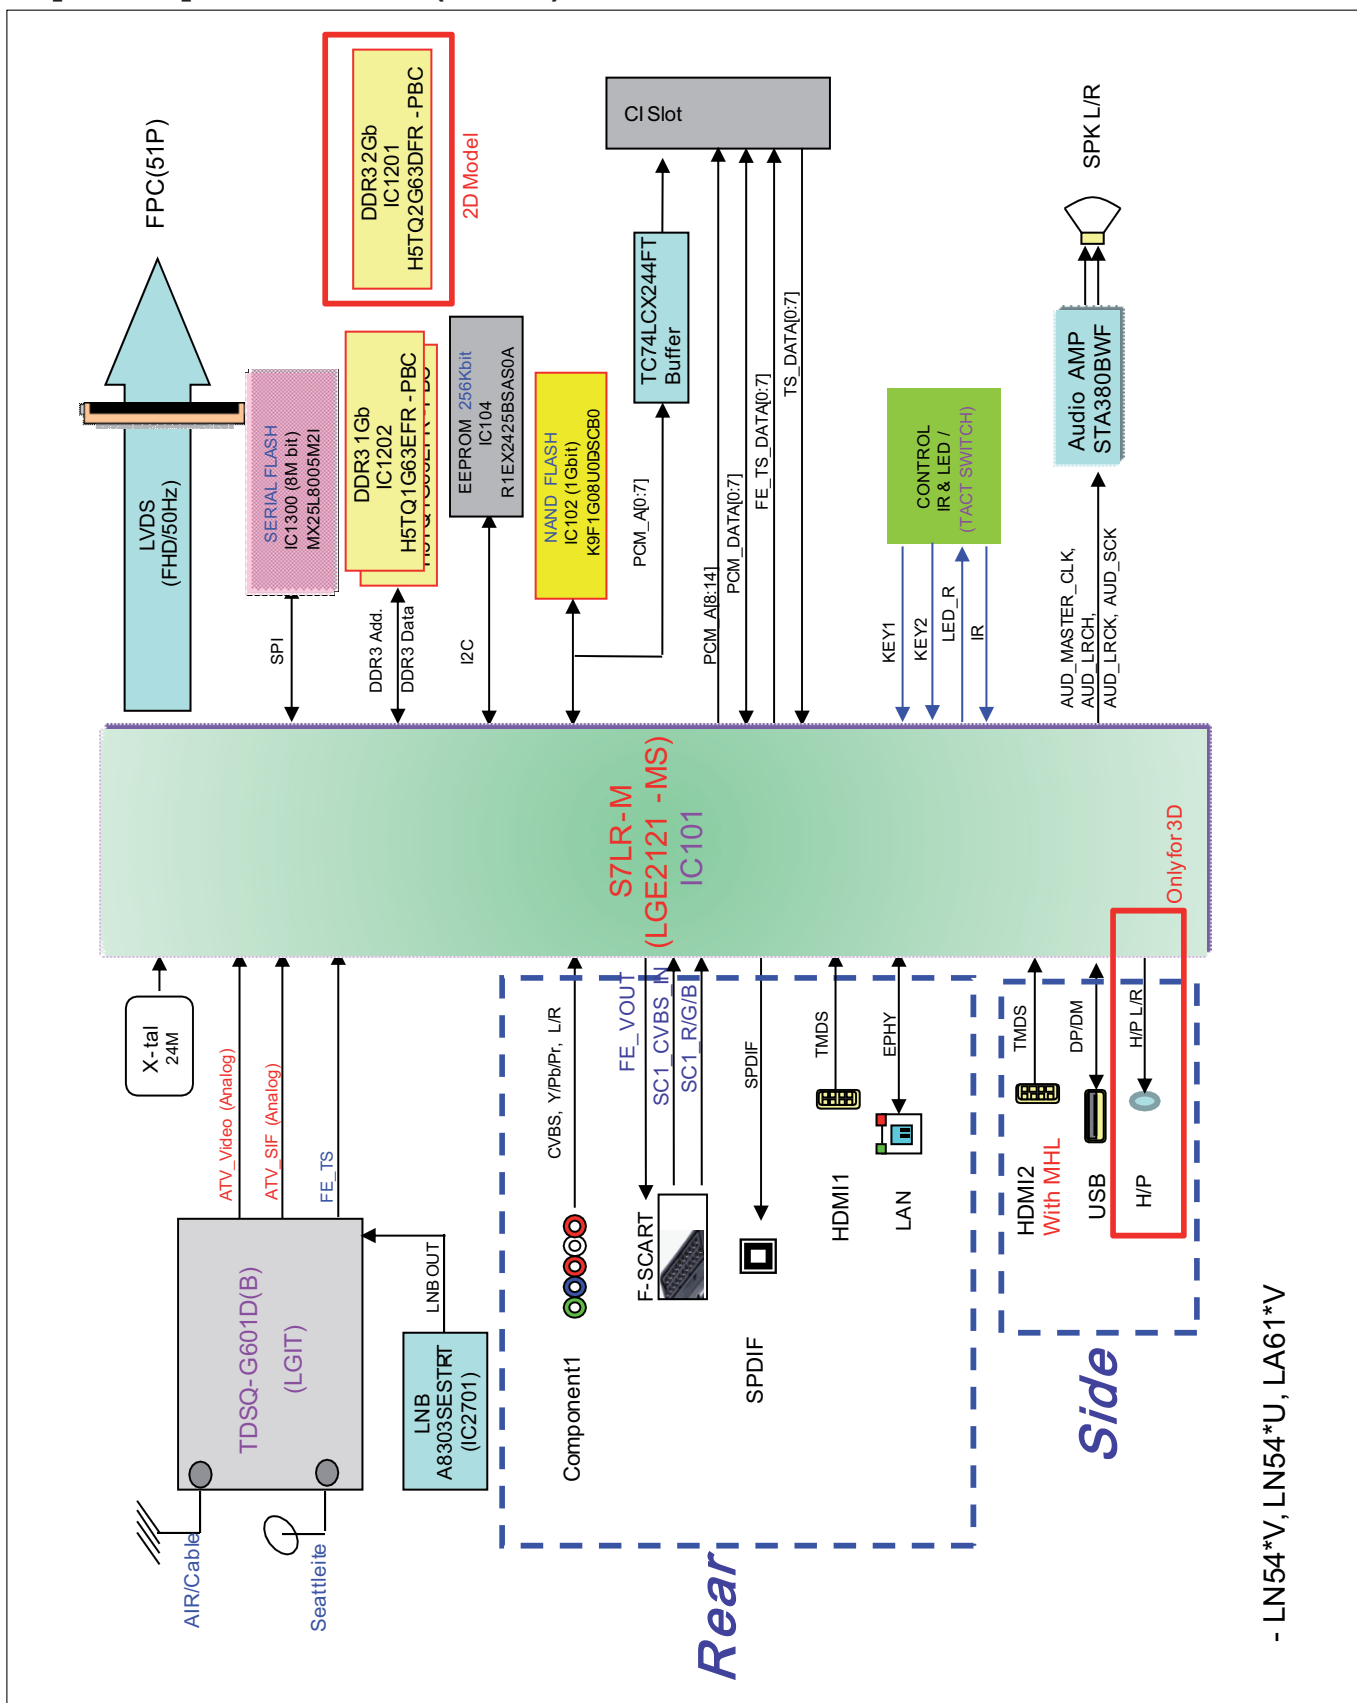 X-tal
24M
AIR/Cable
Seattleite
TDSQ-G601D(B)
(LGIT)
ATV_Video (Analog)
ATV_SIF (Analog)
FE_TS
LNB OUT
LNB
A8303SESTRT
(IC2701)
Rear
Component1
CVBS, Y/Pb/Pr, L/R
F-SCART
FE_VOUT
SC1_CVBS_IN
SC1_R/G/B
SPDIF
SPDIF
HDMI1
TMDS
LAN
EPHY
Side
HDMI2
With MHL
TMDS
USB
DP/DM
H/P
H/P L/R
Only for 3D
S7LR-M
(LGE2121 -MS)
IC101
LVDS
(FHD/50Hz)
FPC(51P)
SPI
SERIAL FLASH
IC1300 (8M bit)
MX25L8005M2I
DDR3 Add.
DDR3 Data
DDR3 1Gb
IC1202
H5TQ1G63EFR -PBC
DDR3 2Gb
IC1201
H5TQ2G63DFR -PBC
2D Model
I2C
EEPROM 256Kbit
IC104
R1EX2425BSAS0A
NAND FLASH
IC102 (1Gbit)
K9F1G08U0DSCB0
PCM_A[0:7]
TC74LCX244FT
Buffer
CI Slot
PCM_A[8:14]
PCM_DATA[0:7]
FE_TS_DATA[0:7]
TS_DATA[0:7]
KEY1
KEY2
LED_R
IR
CONTROL
IR & LED /
(TACT SWITCH)
AUD_MASTER_CLK,
AUD_LRCH,
AUD_LRCK, AUD_SCK
Audio AMP
STA380BWF
SPK L/R
- LN54*V, LN54*U, LA61*V